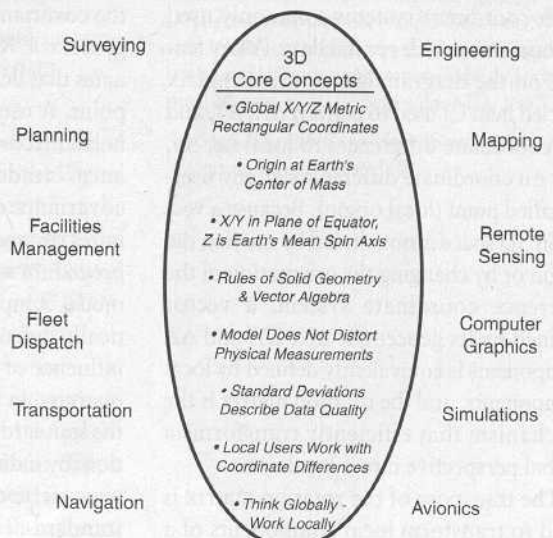 Surveying
Planning
Facilities
Management
Fleet
Dispatch
Transportation
Navigation
3D
Core Concepts
• Global X/Y/Z Metric
Rectangular Coordinates
• Origin at Earth's
Center of Mass
• X/Y in Plane of Equator,
Z is Earth's Mean Spin Axis
• Rules of Solid Geometry
& Vector Algebra
• Model Does Not Distort
Physical Measurements
• Standard Deviations
Describe Data Quality
• Local Users Work with
Coordinate Differences
• Think Globally -
Work Locally
Engineering
Mapping
Remote
Sensing
Computer
Graphics
Simulations
Avionics